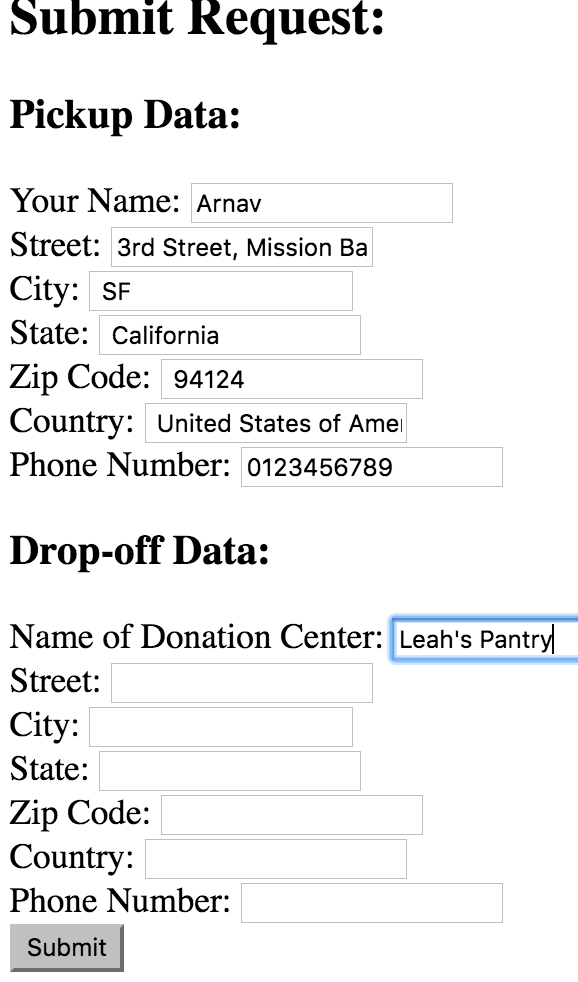 Submit Request:
Pickup Data:
Your Name: Arnav
Street: 3rd Street, Mission Ba
City: SF
State: California
Zip Code: 94124
Country: United States of Amer
Phone Number: 0123456789
Drop-off Data:
Name of Donation Center: Leah's Pantry
Street:
City:
State:
Zip Code:
Country:
Phone Number:
Submit